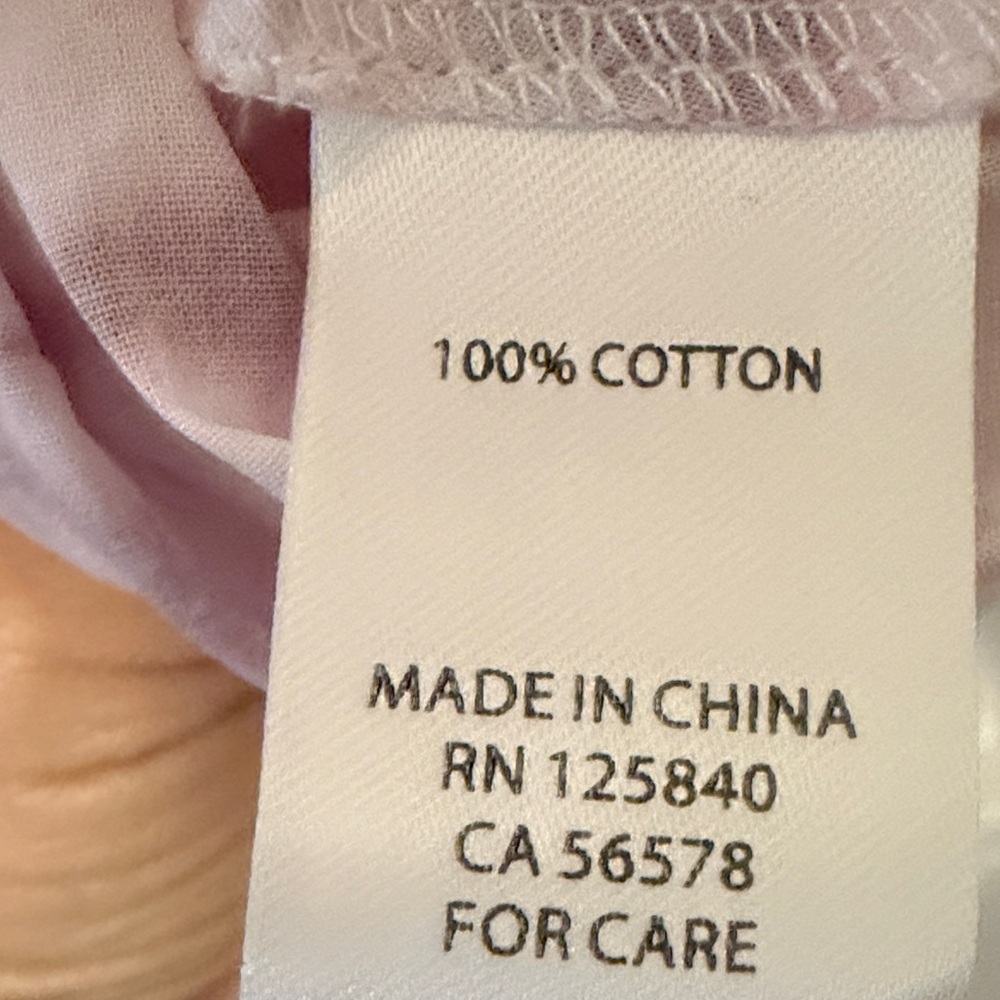 100% COTTON
MADE IN CHINA
RN 125840
CA 56578
FOR CARE